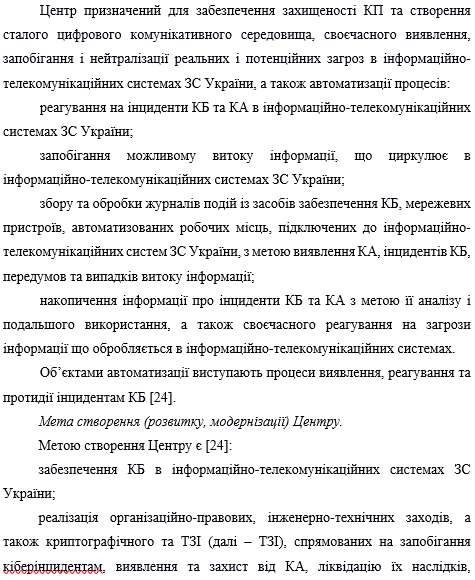 Центр призначений для забезпечення захищеності КП та створення
сталого цифрового комунікативного середовища, своєчасного виявлення,
запобігання і нейтралізації реальних і потенційних загроз в інформаційно-
телекомунікаційних системах ЗС України, а також автоматизації процесів:
реагування на інциденти КБ та КА в інформаційно-телекомунікаційних
системах ЗС України;
запобігання можливому витоку інформації, що циркулює в
інформаційно-телекомунікаційних системах ЗС України;
збору та обробки журналів подій із засобів забезпечення КБ, мережевих
пристроїв, автоматизованих робочих місць, підключених до інформаційно-
телекомунікаційних систем ЗС України, з метою виявлення КА, інцидентів КБ,
передумов та випадків витоку інформації;
накопичення інформації про інциденти КБ та КА з метою її аналізу і
подальшого використання, а також своєчасного реагування на загрози
інформації що обробляється в інформаційно-телекомунікаційних системах.
Об’єктами автоматизації виступають процеси виявлення, реагування та
протидії інцидентам КБ [24].
Мета створення (розвитку, модернізації) Центру.
Метою створення Центру є [24]:
забезпечення КБ в інформаційно-телекомунікаційних системах ЗС
України;
реалізація організаційно-правових, інженерно-технічних заходів, а
також криптографічного та ТЗІ (далі – ТЗІ), спрямованих на запобігання
кіберінцидентам, виявлення та захист від КА, ліквідацію їх наслідків,